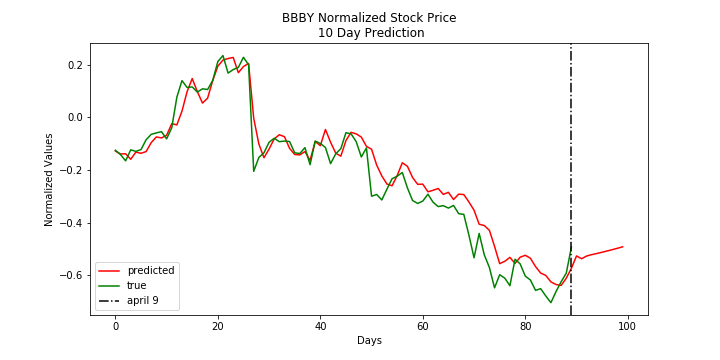 BBBY Normalized Stock Price
10 Day Prediction
Normalized Values
0.2
0.0
−0.2
−0.4
−0.6
predicted
true
april 9
0 20 40 60 80 100
Days